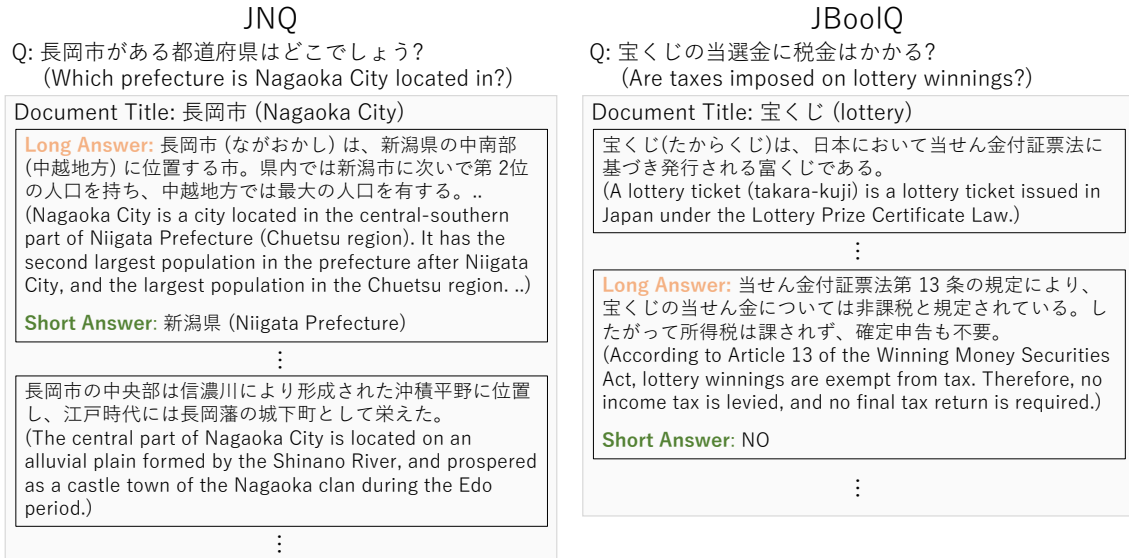 JNQ
Q: 長岡市がある都道府県はどこでしょう?
(Which prefecture is Nagaoka City located in?)
Document Title: 長岡市 (Nagaoka City)
Long Answer: 長岡市 (ながおかし) は、新潟県の中南部
(中越地方) に位置する市。県内では新潟市に次いで第 2位
の人口を持ち、中越地方では最大の人口を有する。..
(Nagaoka City is a city located in the central-southern
part of Niigata Prefecture (Chuetsu region). It has the
second largest population in the prefecture after Niigata
City, and the largest population in the Chuetsu region. ..)
Short Answer: 新潟県 (Niigata Prefecture)
⋮
長岡市の中央部は信濃川により形成された沖積平野に位置
し、江戸時代には長岡藩の城下町として栄えた。
(The central part of Nagaoka City is located on an
alluvial plain formed by the Shinano River, and prospered
as a castle town of the Nagaoka clan during the Edo
period.)
⋮
JBoolQ
Q: 宝くじの当選金に税金はかかる?
(Are taxes imposed on lottery winnings?)
Document Title: 宝くじ (lottery)
宝くじ(たからくじ)は、日本において当せん金付証票法に
基づき発行される富くじである。
(A lottery ticket (takara-kuji) is a lottery ticket issued in
Japan under the Lottery Prize Certificate Law.)
⋮
Long Answer: 当せん金付証票法第 13 条の規定により、
宝くじの当せん金については非課税と規定されている。し
たがって所得税は課されず、確定申告も不要。
(According to Article 13 of the Winning Money Securities
Act, lottery winnings are exempt from tax. Therefore, no
income tax is levied, and no final tax return is required.)
Short Answer: NO
⋮